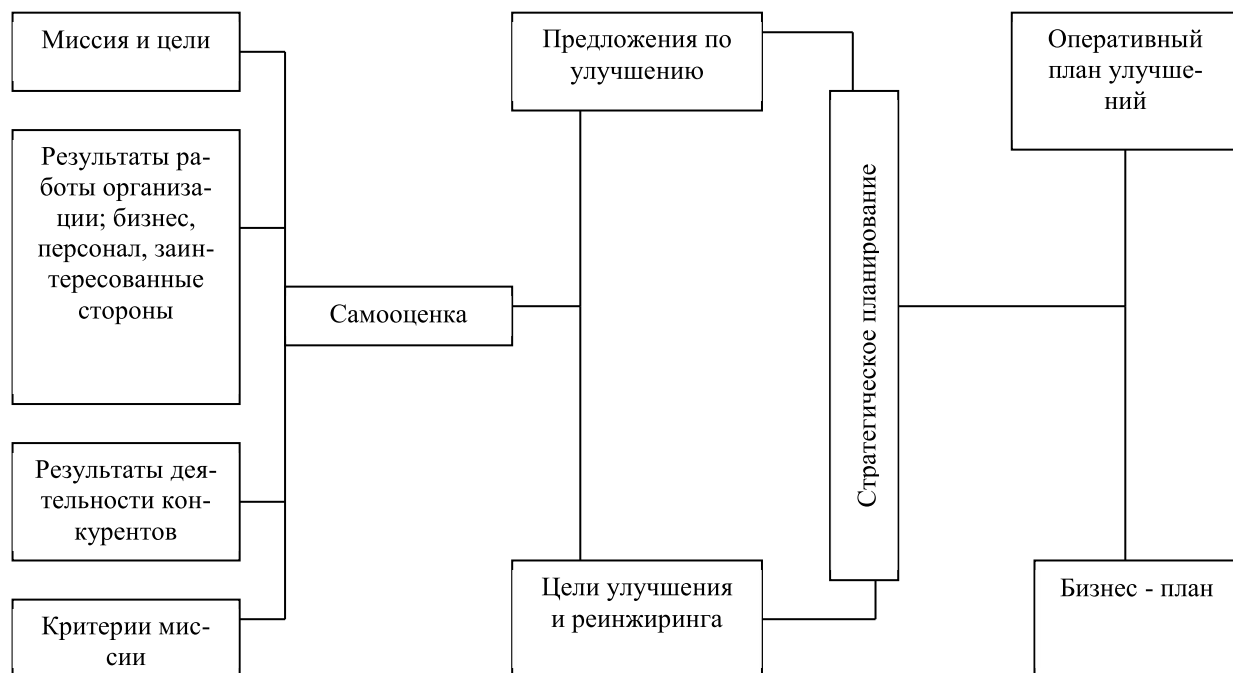 Миссия и цели
Результаты ра-
боты организа-
ции; бизнес,
персонал, заин-
тересованные
стороны
Результаты дея-
тельности кон-
курентов
Критерии мис-
сии
Самооценка
Предложения по
улучшению
Цели улучшения
и реинжиринга
Стратегическое планирование
Оперативный
план улучше-
ний
Бизнес - план